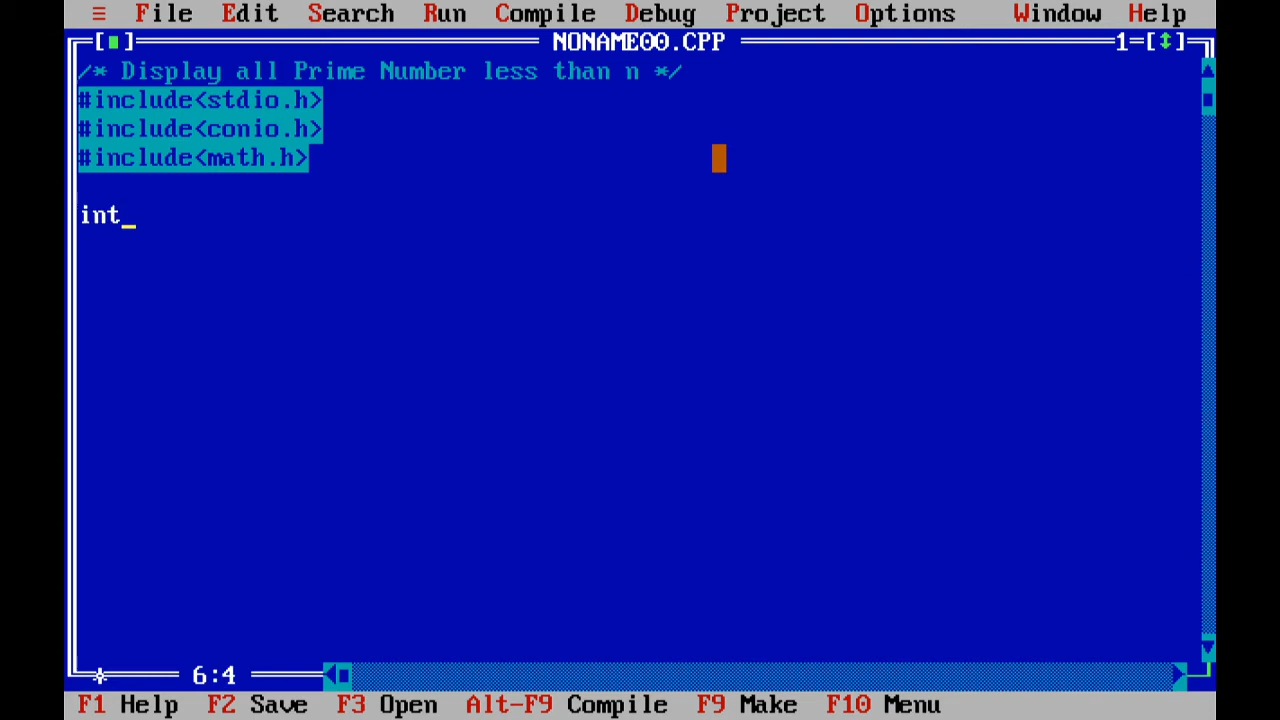 ≡ File Edit Search Run Compile Debug Project Options Window Help
[■] NONAME00.CPP 1=[↕]
/* Display all Prime Number less than n */
#include<stdio.h>
#include<conio.h>
#include<math.h>
int_
* 6:4
F1 Help F2 Save F3 Open Alt-F9 Compile F9 Make F10 Menu